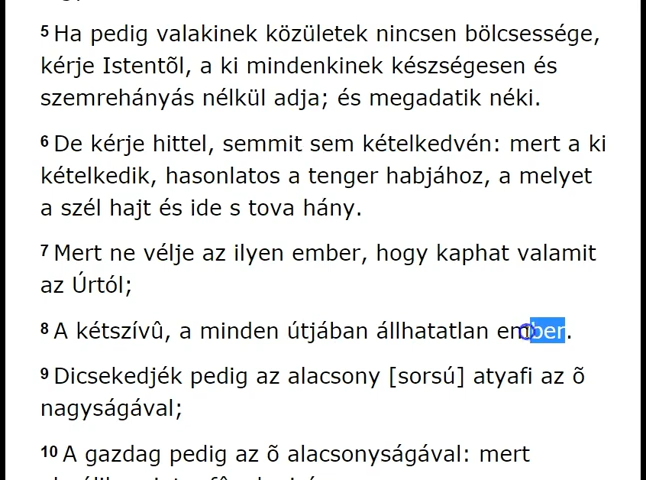 5 Ha pedig valakinek közületek nincsen bölcsessége,
kérje Istentõl, a ki mindenkinek készségesen és
szemrehányás nélkül adja; és megadatik néki.
6 De kérje hittel, semmit sem kételkedvén: mert a ki
kételkedik, hasonlatos a tenger habjához, a melyet
a szél hajt és ide s tova hány.
7 Mert ne vélje az ilyen ember, hogy kaphat valamit
az Úrtól;
8 A kétszívû, a minden útjában állhatatlan ember.
9 Dicsekedjék pedig az alacsony [sorsú] atyafi az õ
nagyságával;
10 A gazdag pedig az õ alacsonyságával: mert